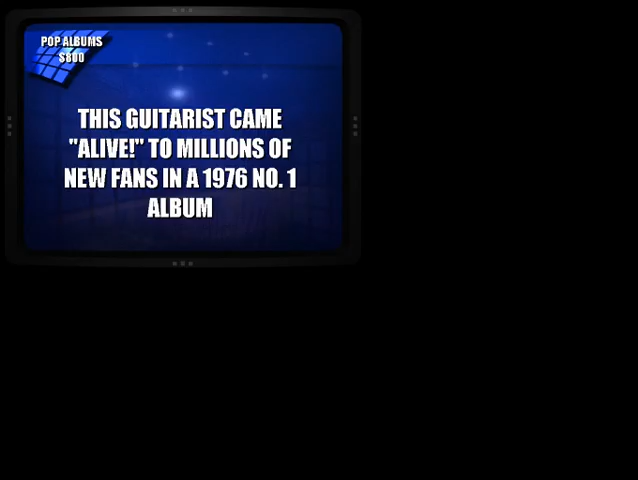 POP ALBUMS
$800
THIS GUITARIST CAME
"ALIVE!" TO MILLIONS OF
NEW FANS IN A 1976 NO. 1
ALBUM